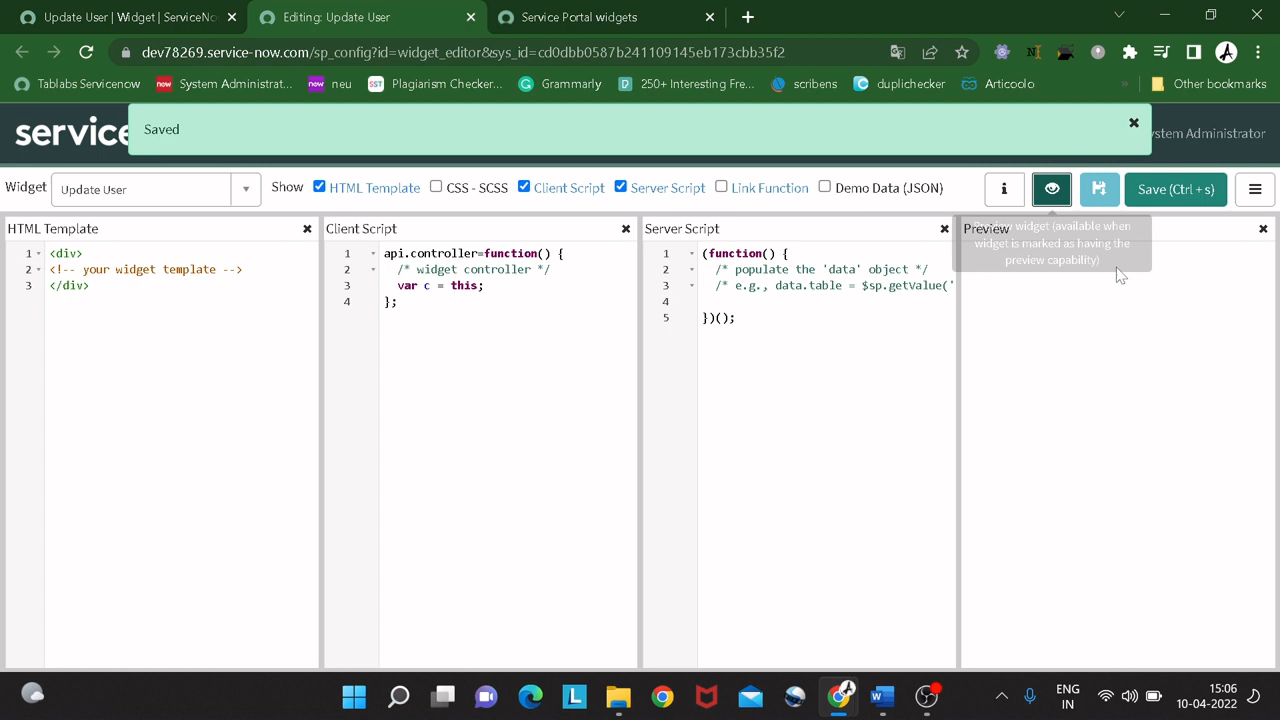 Update User | Widget | ServiceNo
Editing: Update User
Service Portal widgets
dev78269.service-now.com/sp_config?id=widget_editor&sys_id=cd0dbb0587b241109145eb173cbb35f2
Tablabs Servicenow
now
System Administrat...
now
neu
SST
Plagiarism Checker...
Grammarly
250+ Interesting Fre...
scribens
duplichecker
Articoolo
»
Other bookmarks
service
Saved
ystem Administrator
Widget
Update User
Show
HTML Template
CSS - SCSS
Client Script
Server Script
Link Function
Demo Data (JSON)
Save (Ctrl + s)
HTML Template
Client Script
Server Script
Preview
widget (available when
widget is marked as having the
preview capability)
1 <div>
2 <!-- your widget template -->
3 </div>
1 api.controller=function() {
2 /* widget controller */
3 var c = this;
4 };
1 (function() {
2 /* populate the 'data' object */
3 /* e.g., data.table = $sp.getValue('
4
5 })();
ENG
IN
15:06
10-04-2022